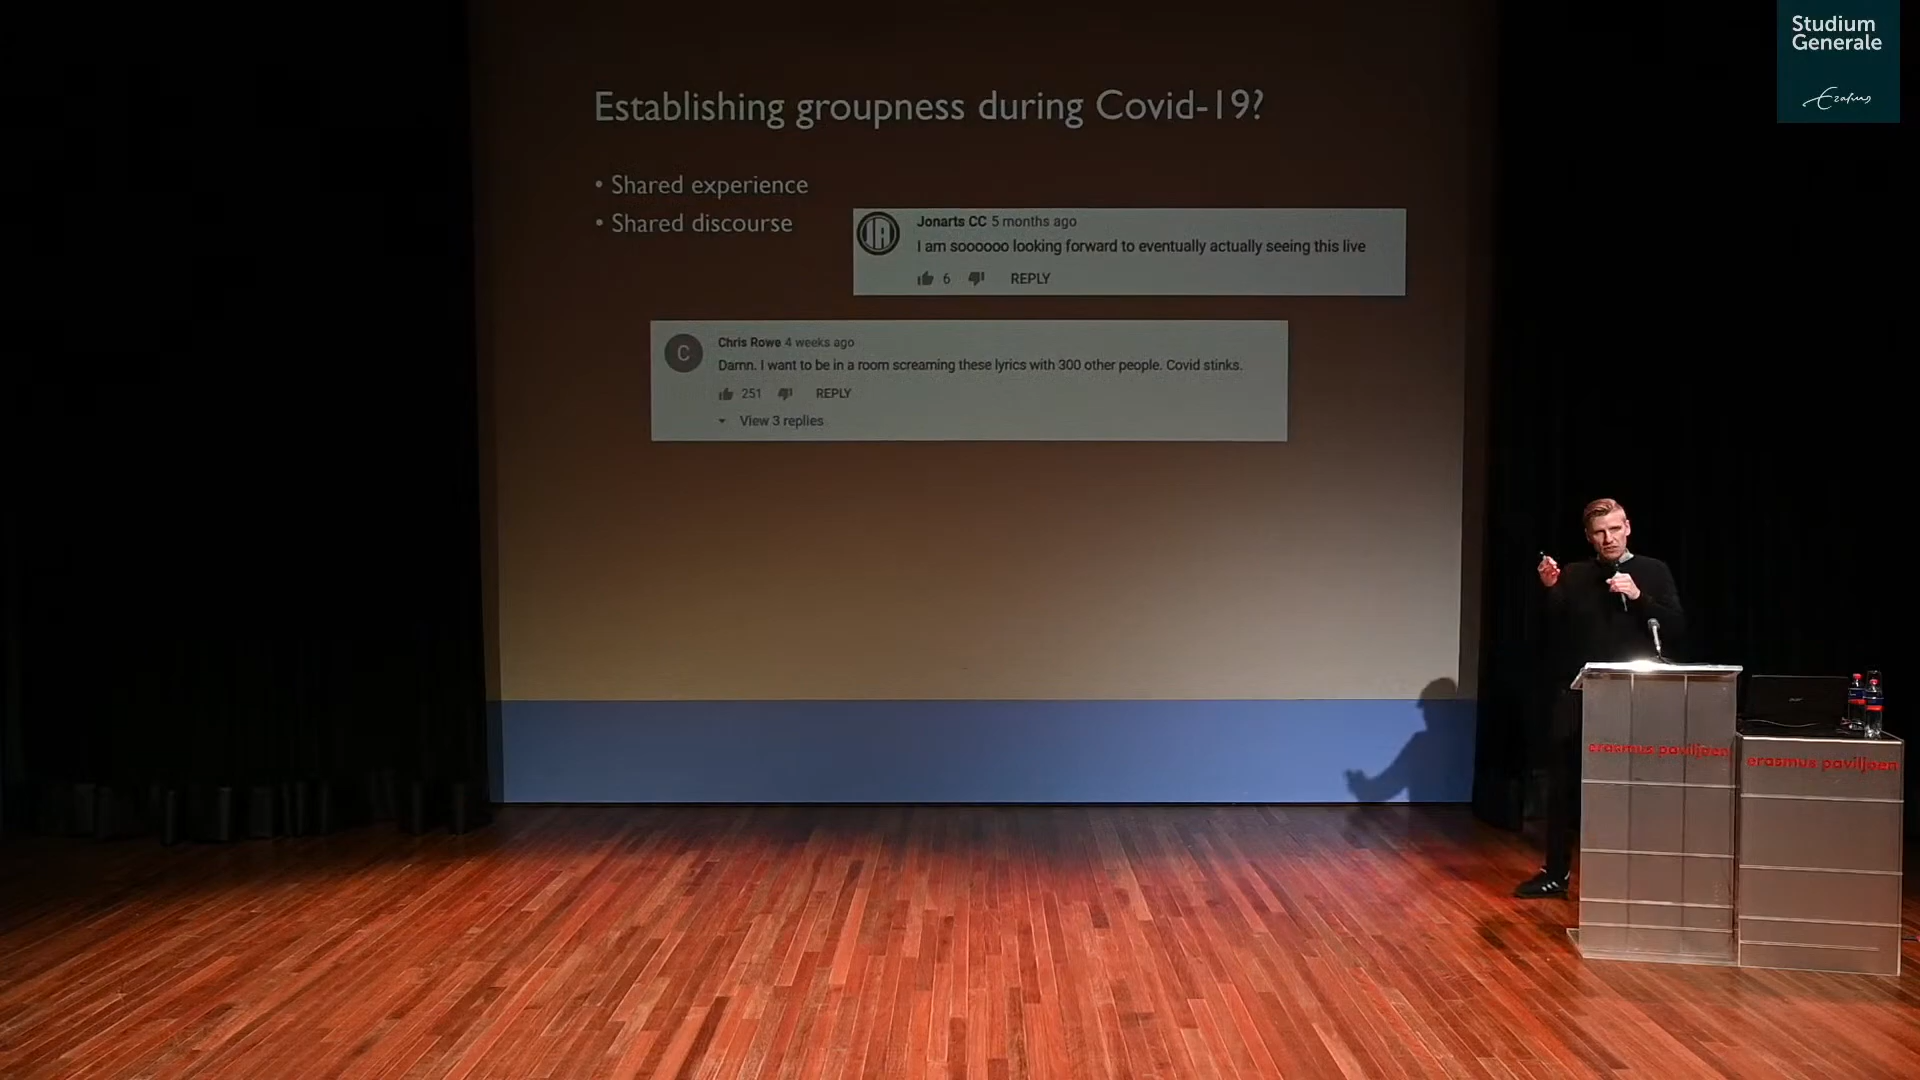 Studium
Generale
Erasmus
Establishing groupness during Covid-19?
• Shared experience
• Shared discourse
Jonarts CC 5 months ago
I am soooooo looking forward to eventually actually seeing this live
6 REPLY
C
Chris Rowe 4 weeks ago
Damn. I want to be in a room screaming these lyrics with 300 other people. Covid stinks.
251 REPLY
View 3 replies
erasmus paviljoen
erasmus paviljoen